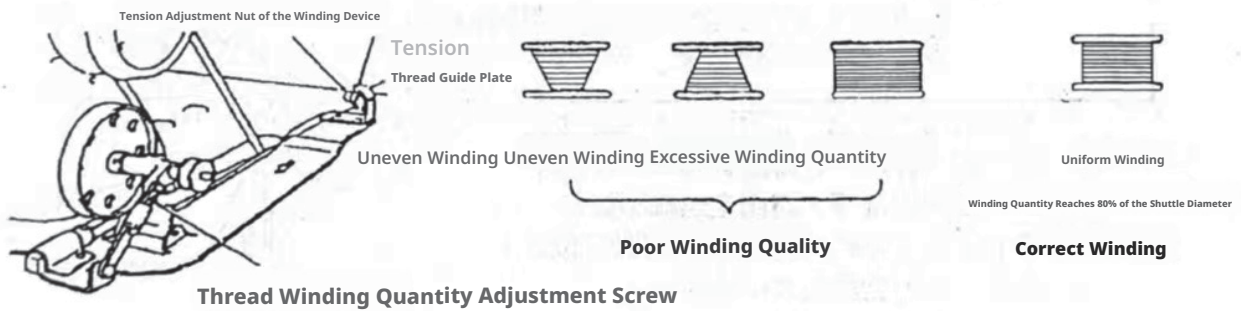 Tension Adjustment Nut of the Winding Device
Tension
Thread Guide Plate
Uneven Winding Uneven Winding Excessive Winding Quantity
Uniform Winding
Winding Quantity Reaches 80% of the Shuttle Diameter
Poor Winding Quality
Correct Winding
Thread Winding Quantity Adjustment Screw